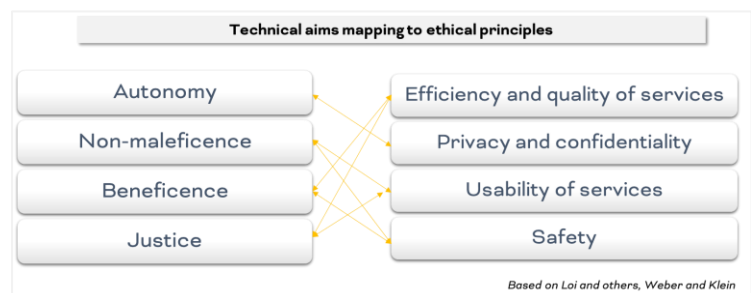 Technical aims mapping to ethical principles
Autonomy
Non-maleficence
Beneficence
Justice
Efficiency and quality of services
Privacy and confidentiality
Usability of services
Safety
Based on Loi and others, Weber and Klein